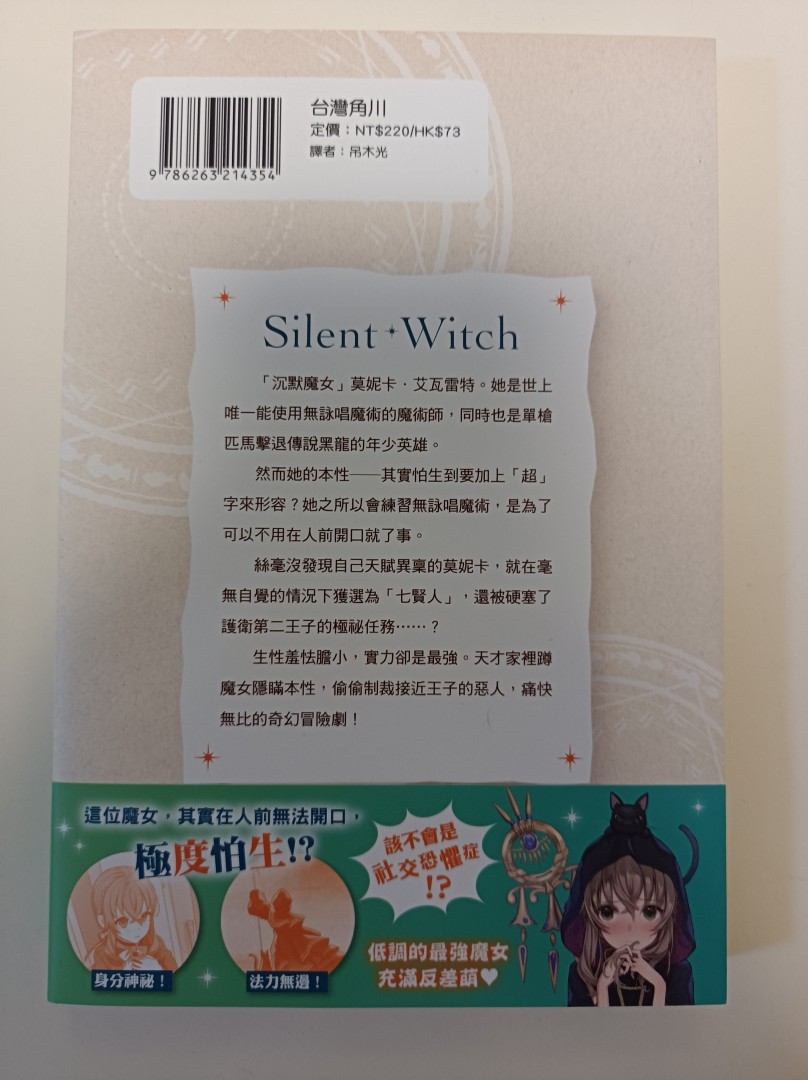 台灣角川
定價：NT$220/HK$73
譯者：吊木光
9 786263 214354
Silent Witch
「沉默魔女」莫妮卡．艾瓦雷特。她是世上
唯一能使用無詠唱魔術的魔術師，同時也是單槍
匹馬擊退傳說黑龍的年少英雄。
然而她的本性——其實怕生到要加上「超」
字來形容？她之所以會練習無詠唱魔術，是為了
可以不用在人前開口就了事。
絲毫沒發現自己天賦異稟的莫妮卡，就在毫
無自覺的情況下獲選為「七賢人」，還被硬塞了
護衛第二王子的極祕任務……？
生性羞怯膽小，實力卻是最強。天才家裡蹲
魔女隱瞞本性，偷偷制裁接近王子的惡人，痛快
無比的奇幻冒險劇！
這位魔女，其實在人前無法開口，
極度怕生!?
該不會是
社交恐懼症
!?
身分神祕！
法力無邊！
低調的最強魔女
充滿反差萌♥